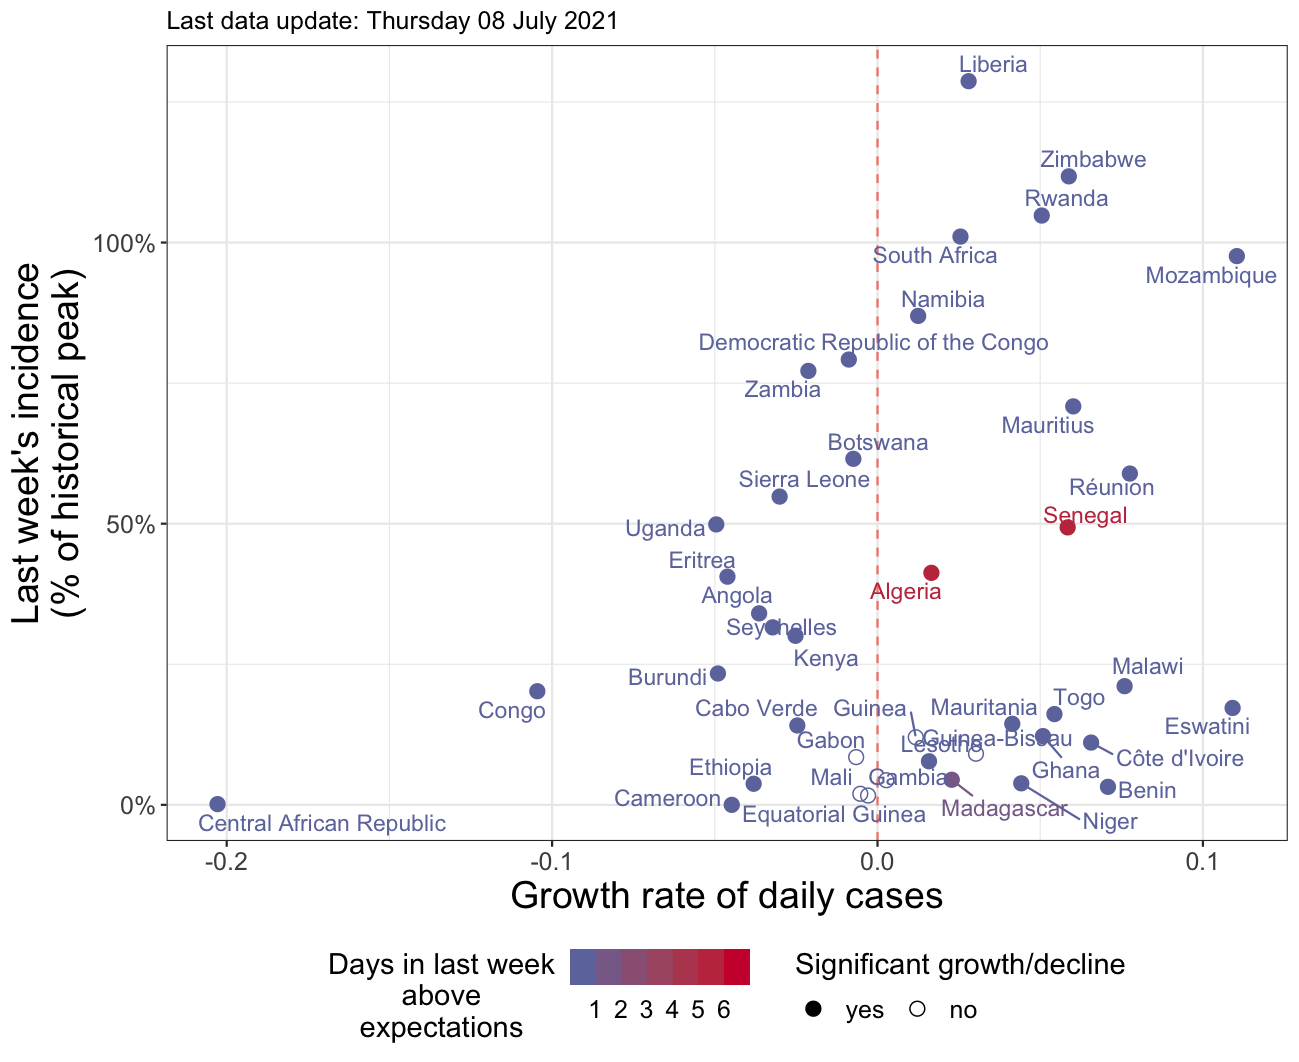 Last data update: Thursday 08 July 2021
Last week's incidence
(% of historical peak)
100%
50%
0%
Liberia
Zimbabwe
Rwanda
South Africa
Mozambique
Namibia
Democratic Republic of the Congo
Zambia
Mauritius
Botswana
Sierra Leone
Réunion
Senegal
Uganda
Eritrea
Algeria
Angola
Seychelles
Kenya
Malawi
Burundi
Togo
Congo
Cabo Verde
Guinea
Mauritania
Eswatini
Gabon
Guinea-Bissau
Lesotho
Côte d'Ivoire
Ethiopia
Mali
Gambia
Ghana
Benin
Cameroon
Equatorial Guinea
Madagascar
Niger
Central African Republic
-0.2
-0.1
0.0
0.1
Growth rate of daily cases
Days in last week
above
expectations
1 2 3 4 5 6
Significant growth/decline
yes
no